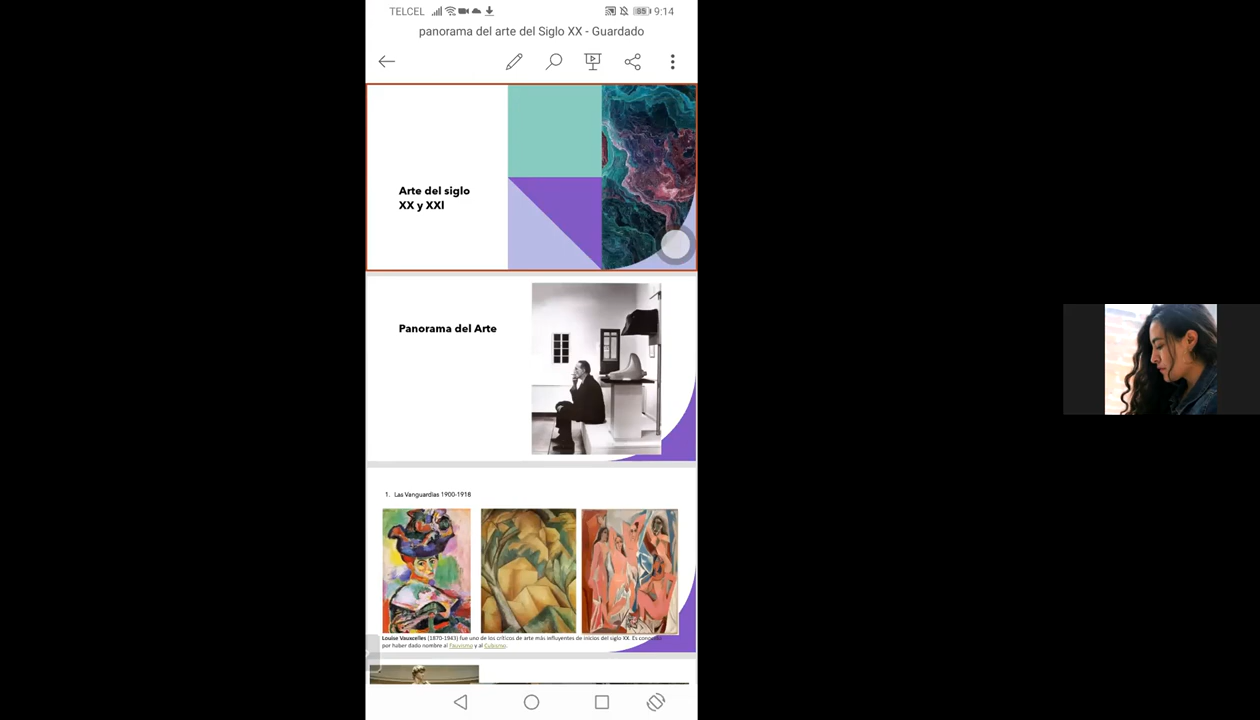 TELCEL
65 9:14
panorama del arte del Siglo XX - Guardado
Arte del siglo
XX y XXI
Panorama del Arte
1. Las Vanguardias 1900-1918
Louise Vauxcelles (1870-1943) fue uno de los críticos de arte más influyentes de inicios del siglo XX. Es conocido
por haber dado nombre al Fauvismo y al Cubismo.